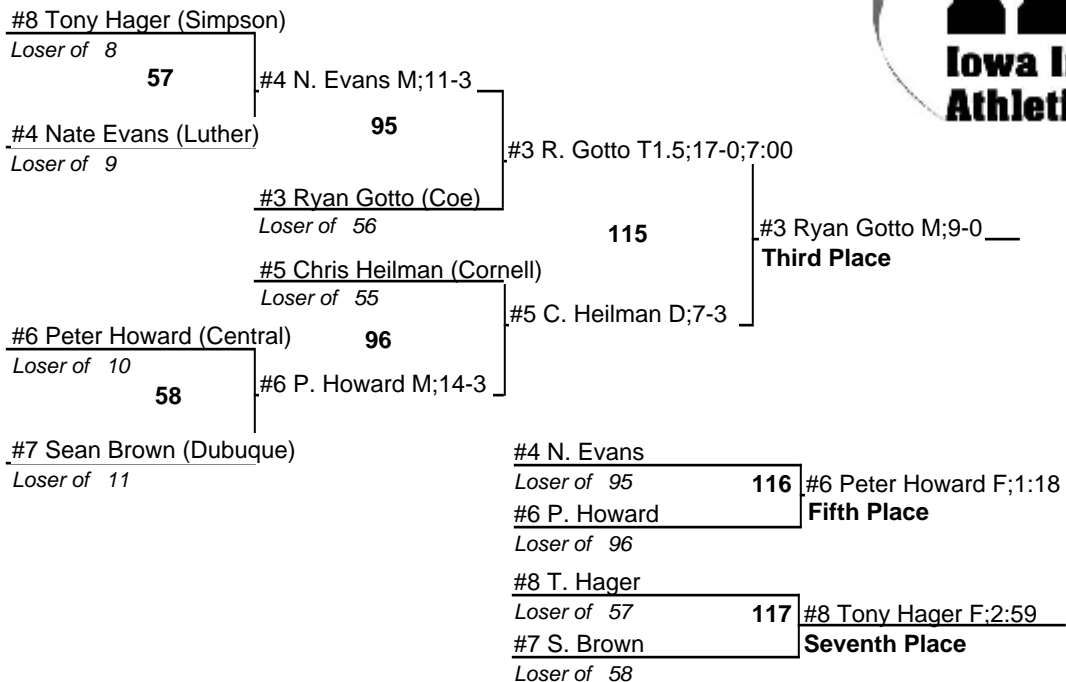 #8 Tony Hager (Simpson)
Loser of 8
57
#4 N. Evans M;11-3
#4 Nate Evans (Luther)
Loser of 9
95
#3 R. Gotto T1.5;17-0;7:00
#3 Ryan Gotto (Coe)
Loser of 56
115
#3 Ryan Gotto M;9-0
Third Place
#5 Chris Heilman (Cornell)
Loser of 55
#5 C. Heilman D;7-3
#6 Peter Howard (Central)
Loser of 10
96
58
#6 P. Howard M;14-3
#7 Sean Brown (Dubuque)
Loser of 11
#4 N. Evans
Loser of 95
116
#6 Peter Howard F;1:18
Fifth Place
#6 P. Howard
Loser of 96
#8 T. Hager
Loser of 57
117
#8 Tony Hager F;2:59
Seventh Place
#7 S. Brown
Loser of 58
Iowa